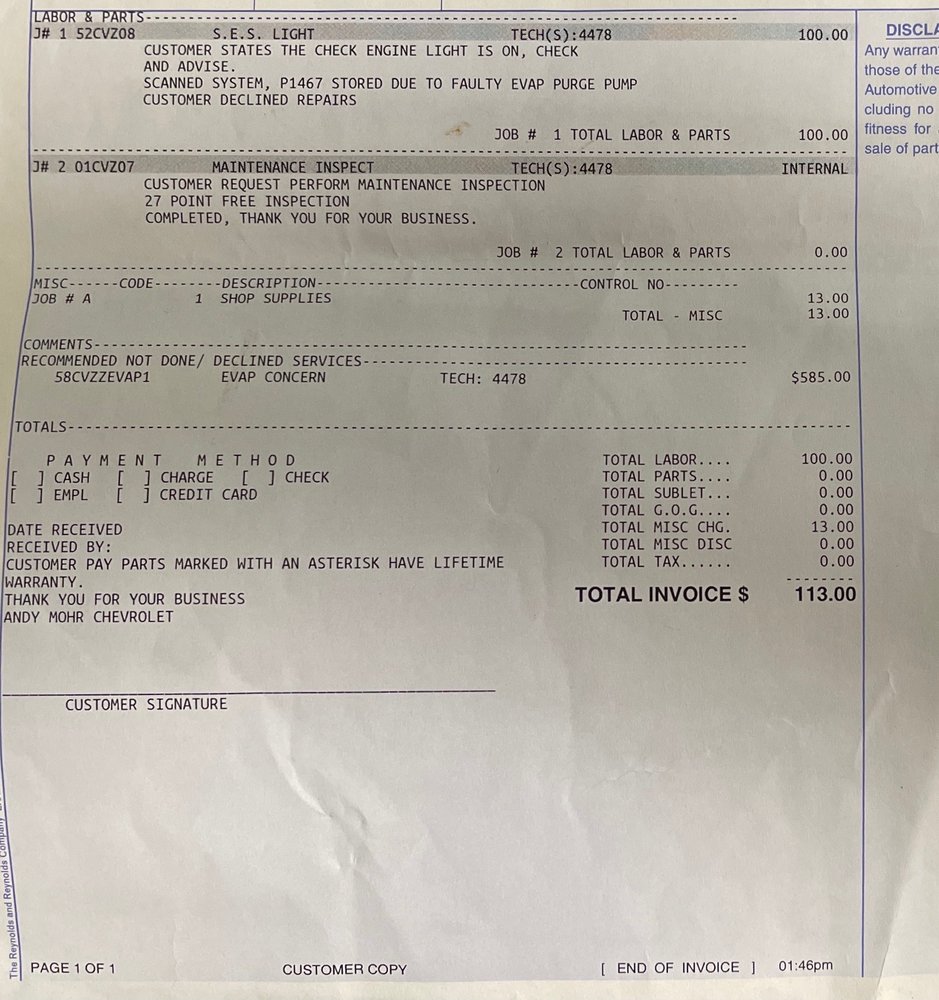 LABOR & PARTS
J# 1 52CVZ08 S.E.S. LIGHT TECH(S):4478 100.00
CUSTOMER STATES THE CHECK ENGINE LIGHT IS ON, CHECK
AND ADVISE.
SCANNED SYSTEM, P1467 STORED DUE TO FAULTY EVAP PURGE PUMP
CUSTOMER DECLINED REPAIRS
JOB # 1 TOTAL LABOR & PARTS 100.00
J# 2 01CVZ07 MAINTENANCE INSPECT TECH(S):4478 INTERNAL
CUSTOMER REQUEST PERFORM MAINTENANCE INSPECTION
27 POINT FREE INSPECTION
COMPLETED, THANK YOU FOR YOUR BUSINESS.
JOB # 2 TOTAL LABOR & PARTS 0.00
MISC------CODE--------DESCRIPTION----------------------------CONTROL NO---------
JOB # A 1 SHOP SUPPLIES 13.00
TOTAL - MISC 13.00
COMMENTS
RECOMMENDED NOT DONE/ DECLINED SERVICES
58CVZZEVAP1 EVAP CONCERN TECH: 4478 $585.00
TOTALS
PAYMENT METHOD
[ ] CASH [ ] CHARGE [ ] CHECK
[ ] EMPL [ ] CREDIT CARD
DATE RECEIVED
RECEIVED BY:
CUSTOMER PAY PARTS MARKED WITH AN ASTERISK HAVE LIFETIME
WARRANTY.
THANK YOU FOR YOUR BUSINESS
ANDY MOHR CHEVROLET
TOTAL LABOR.... 100.00
TOTAL PARTS.... 0.00
TOTAL SUBLET... 0.00
TOTAL G.O.G.... 0.00
TOTAL MISC CHG. 13.00
TOTAL MISC DISC 0.00
TOTAL TAX...... 0.00
TOTAL INVOICE $ 113.00
CUSTOMER SIGNATURE
PAGE 1 OF 1 CUSTOMER COPY [ END OF INVOICE ] 01:46pm
DISCLA
Any warran
those of the
Automotive
cluding no
fitness for
sale of part
The Reynolds and Reynolds Company